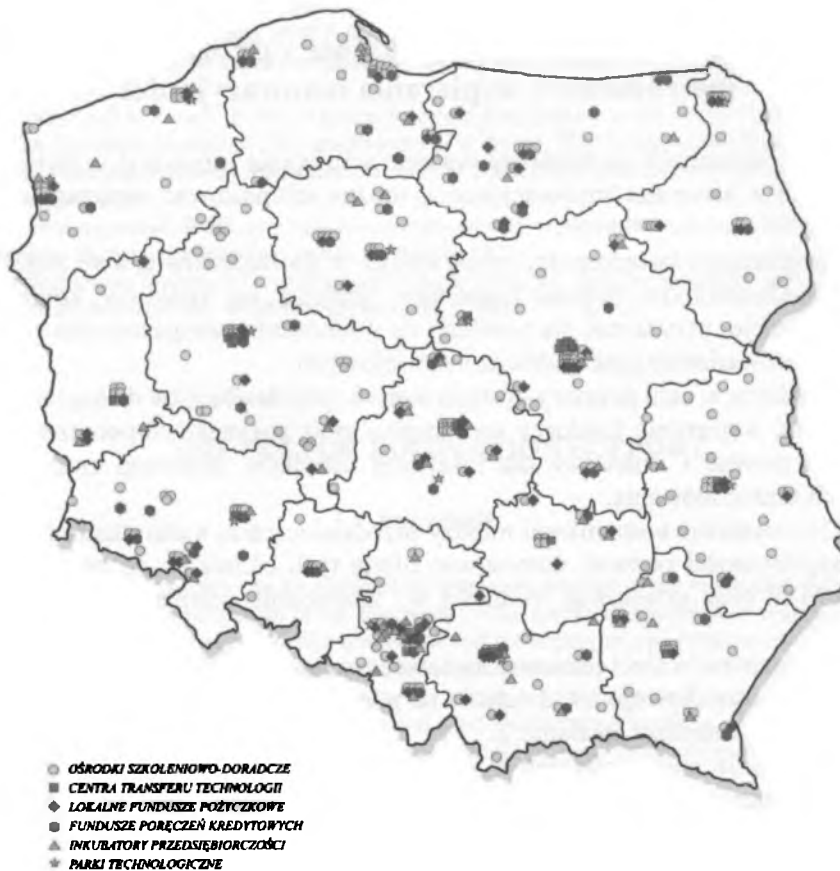 OŚRODKI SZKOLENIOWO-DORADCZE
CENTRA TRANSFERU TECHNOLOGII
LOKALNE FUNDUSZE POŻYCZKOWE
FUNDUSZE PORĘCZEŃ KREDYTOWYCH
INKUBATORY PRZEDSIĘBIORCZOŚCI
PARKI TECHNOLOGICZNE